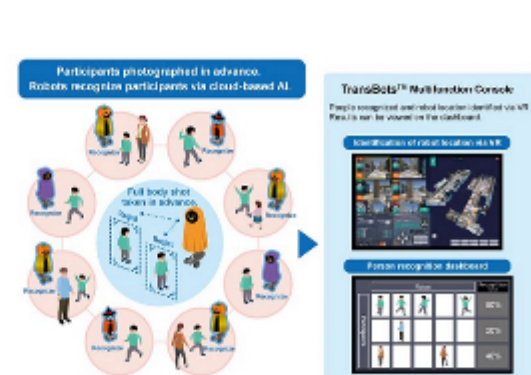 Participants photographed in advance.
Robots recognize participants via cloud-based AI.
Recognize
Recognize
Recognize
Recognize
Full body shot
taken in advance.
Recognize
Recognize
Recognize
Recognize
TransBots™ Multifunction Console
People recognized and robot location identified via VR
Results can be viewed on the dashboard.
Identification of robot location via VR
Person recognition dashboard
Robot
Participants
80%
20%
40%